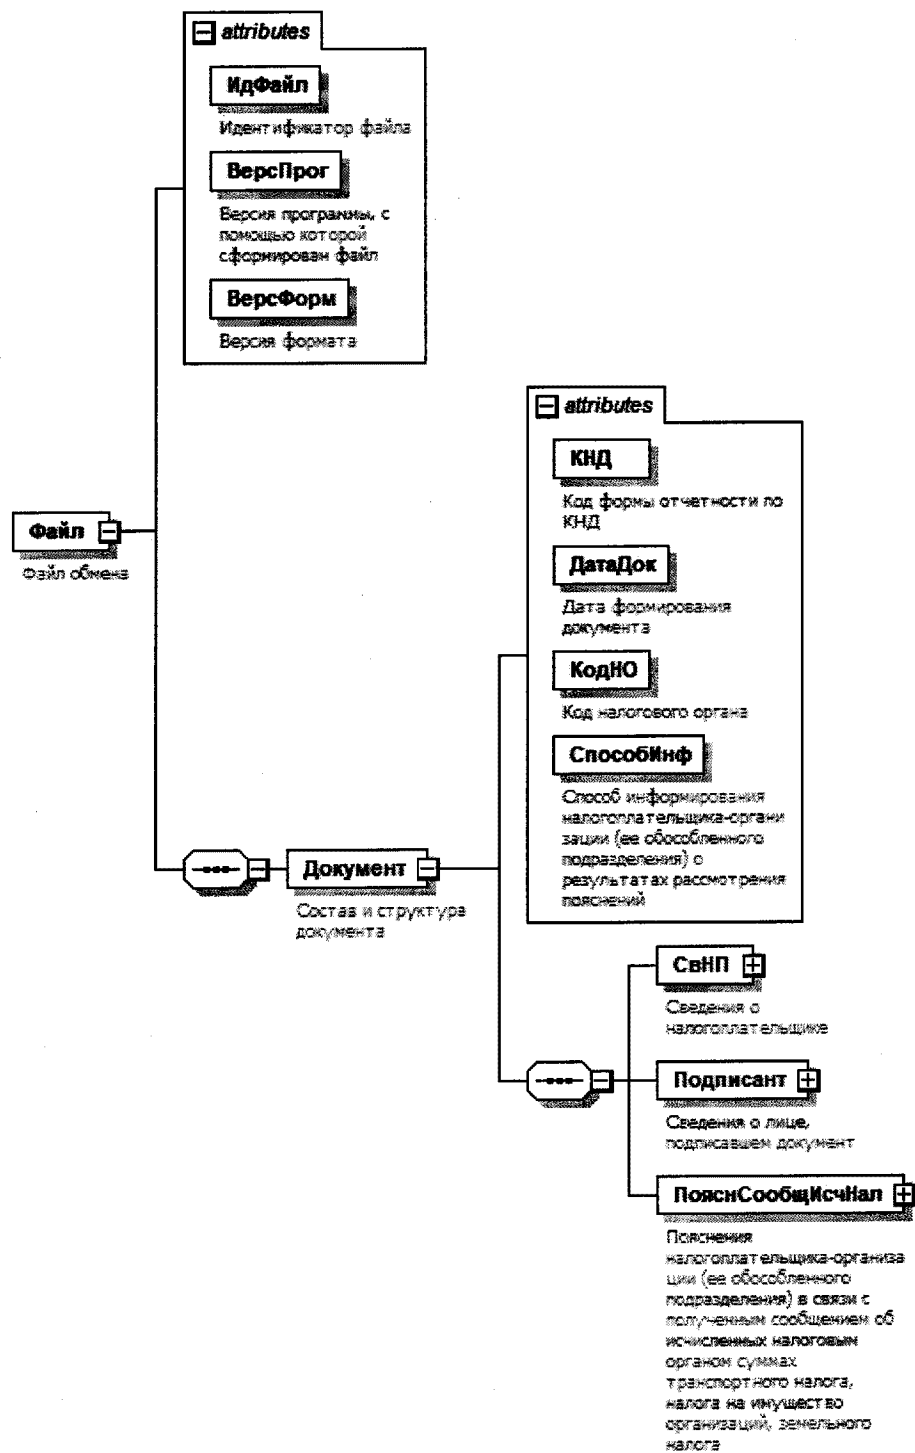 attributes
ИдФайл
Идентификатор файла
ВерсПрог
Версия программы, с
помощью которой
сформирован файл
ВерсФорм
Версия формата
Файл
Файл обмена
attributes
КНД
Код формы отчетности по
КНД
ДатаДок
Дата формирования
документа
КодНО
Код налогового органа
СпособИнф
Способ информирования
налогоплательщика-органи
зации (ее обособленного
подразделения) о
результатах рассмотрения
пояснений
Документ
Состав и структура
документа
СвНП
Сведения о
налогоплательщике
Подписант
Сведения о лице,
подписавшем документ
ПояснСообщИсчНал
Пояснения
налогоплательщика-организа
ции (ее обособленного
подразделения) в связи с
полученным сообщением об
исчисленных налоговым
органом суммах
транспортного налога,
налога на имущество
организаций, земельного
налога